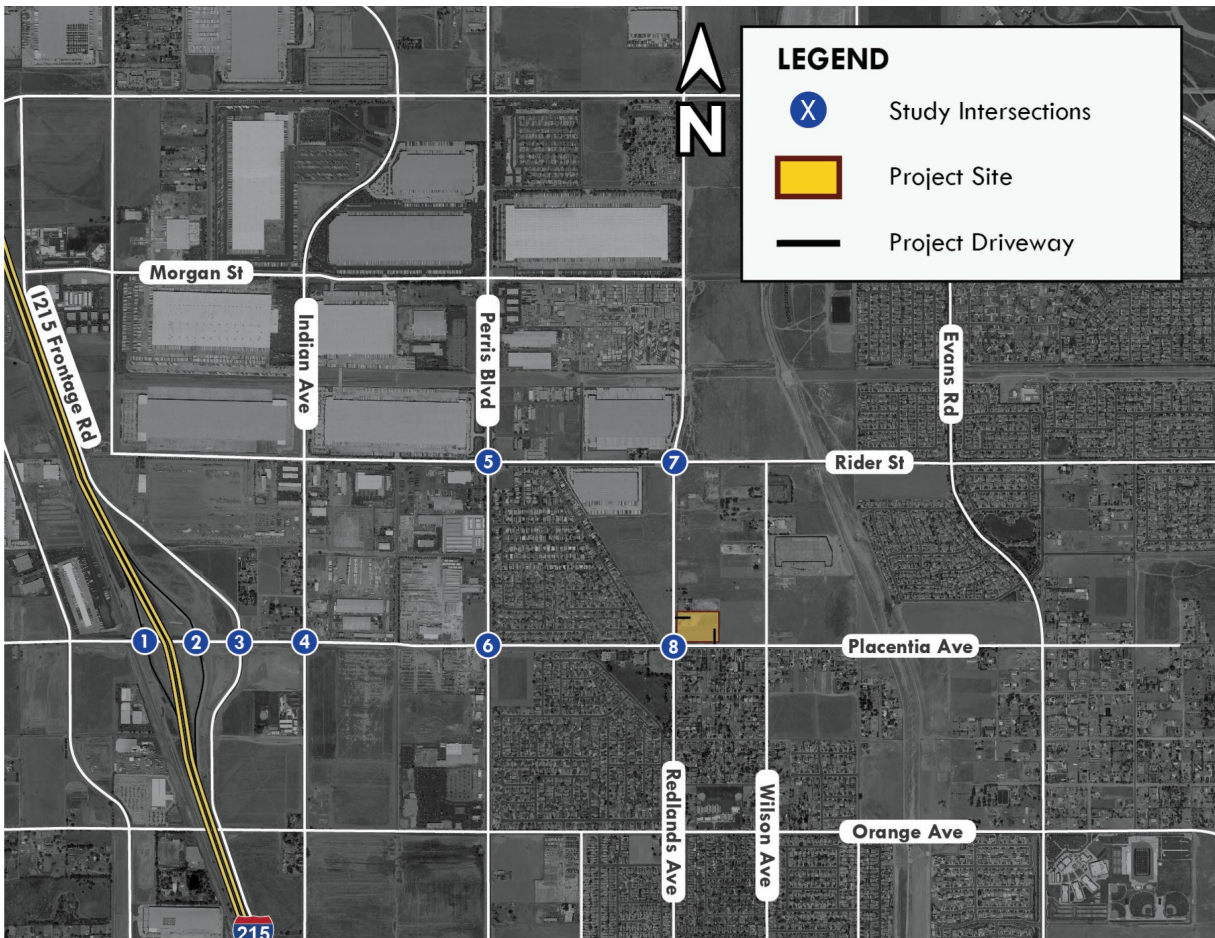 N
LEGEND
X
Study Intersections
Project Site
Project Driveway
Morgan St
I215 Frontage Rd
Indian Ave
Perris Blvd
Evans Rd
5
7
Rider St
1
2
3
4
6
8
Placentia Ave
Redlands Ave
Wilson Ave
Orange Ave
215